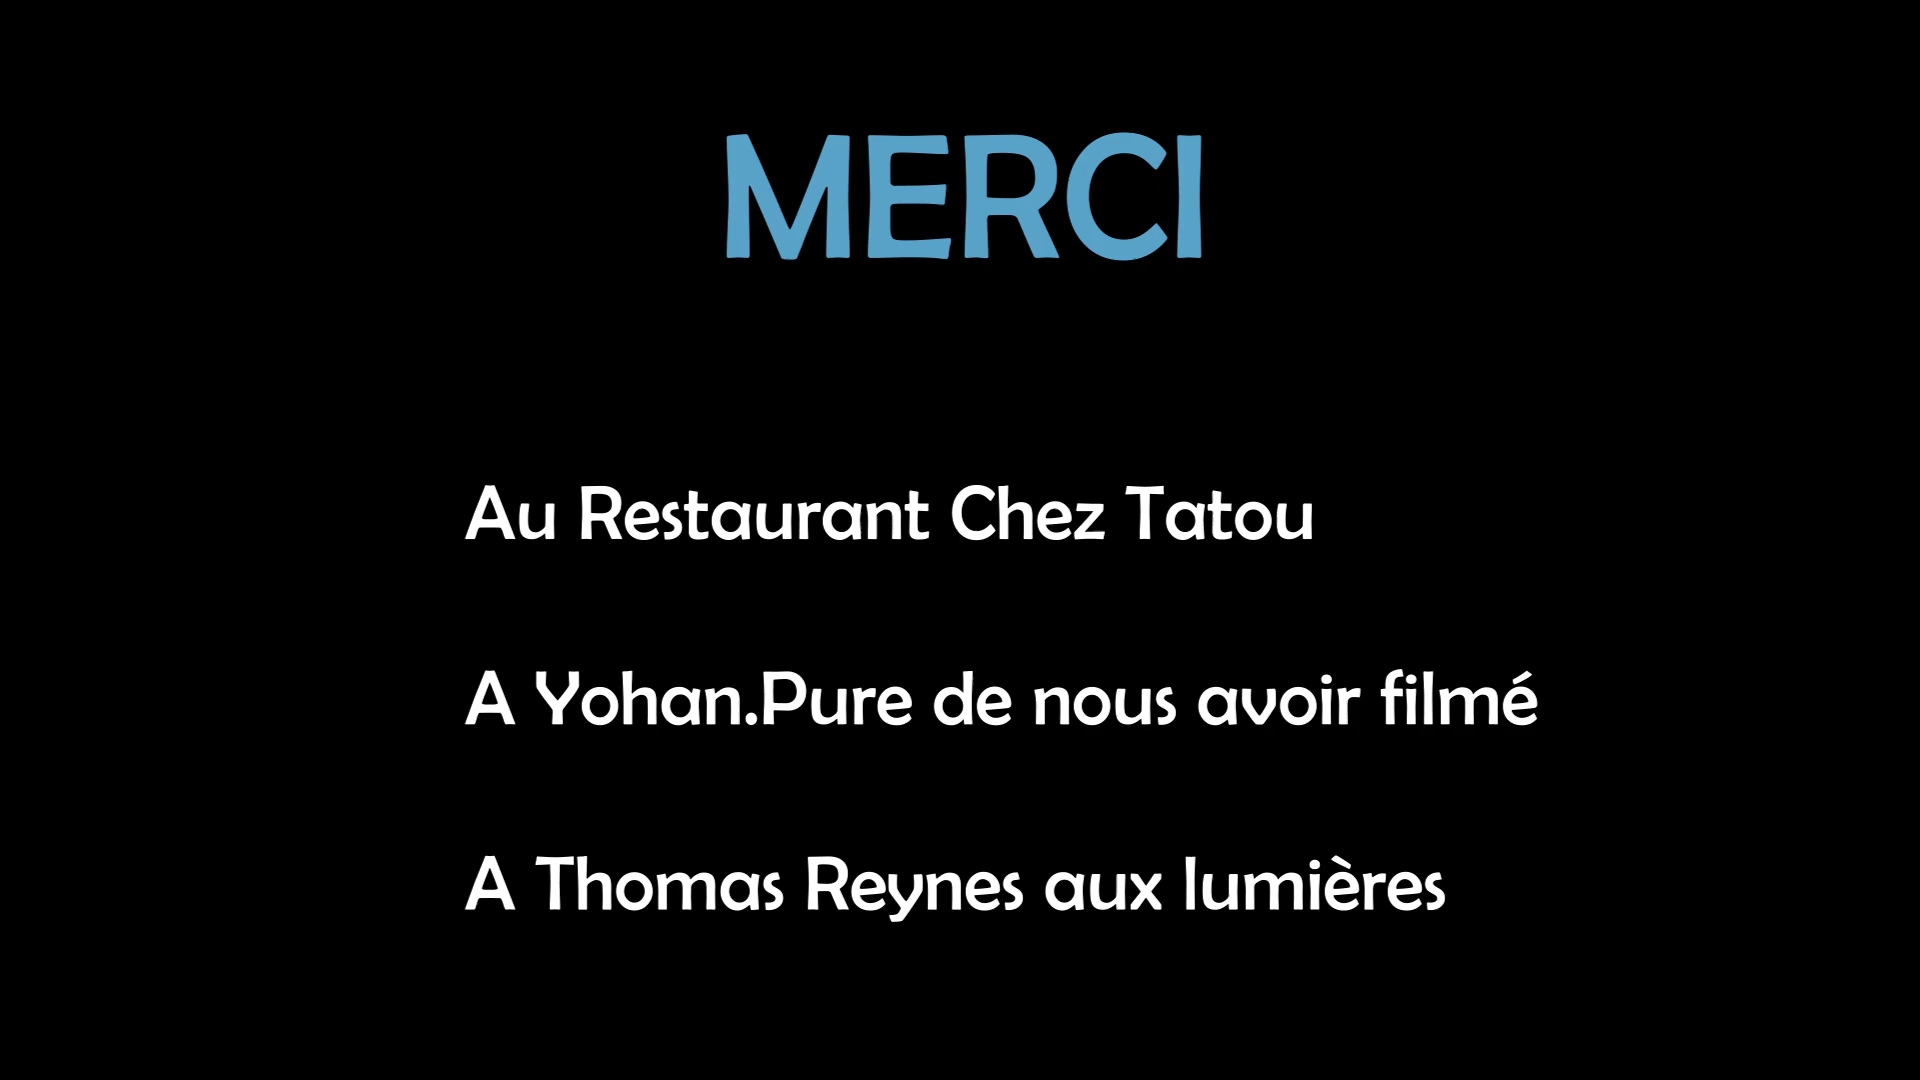 MERCI
Au Restaurant Chez Tatou
A Yohan.Pure de nous avoir filmé
A Thomas Reynes aux lumières